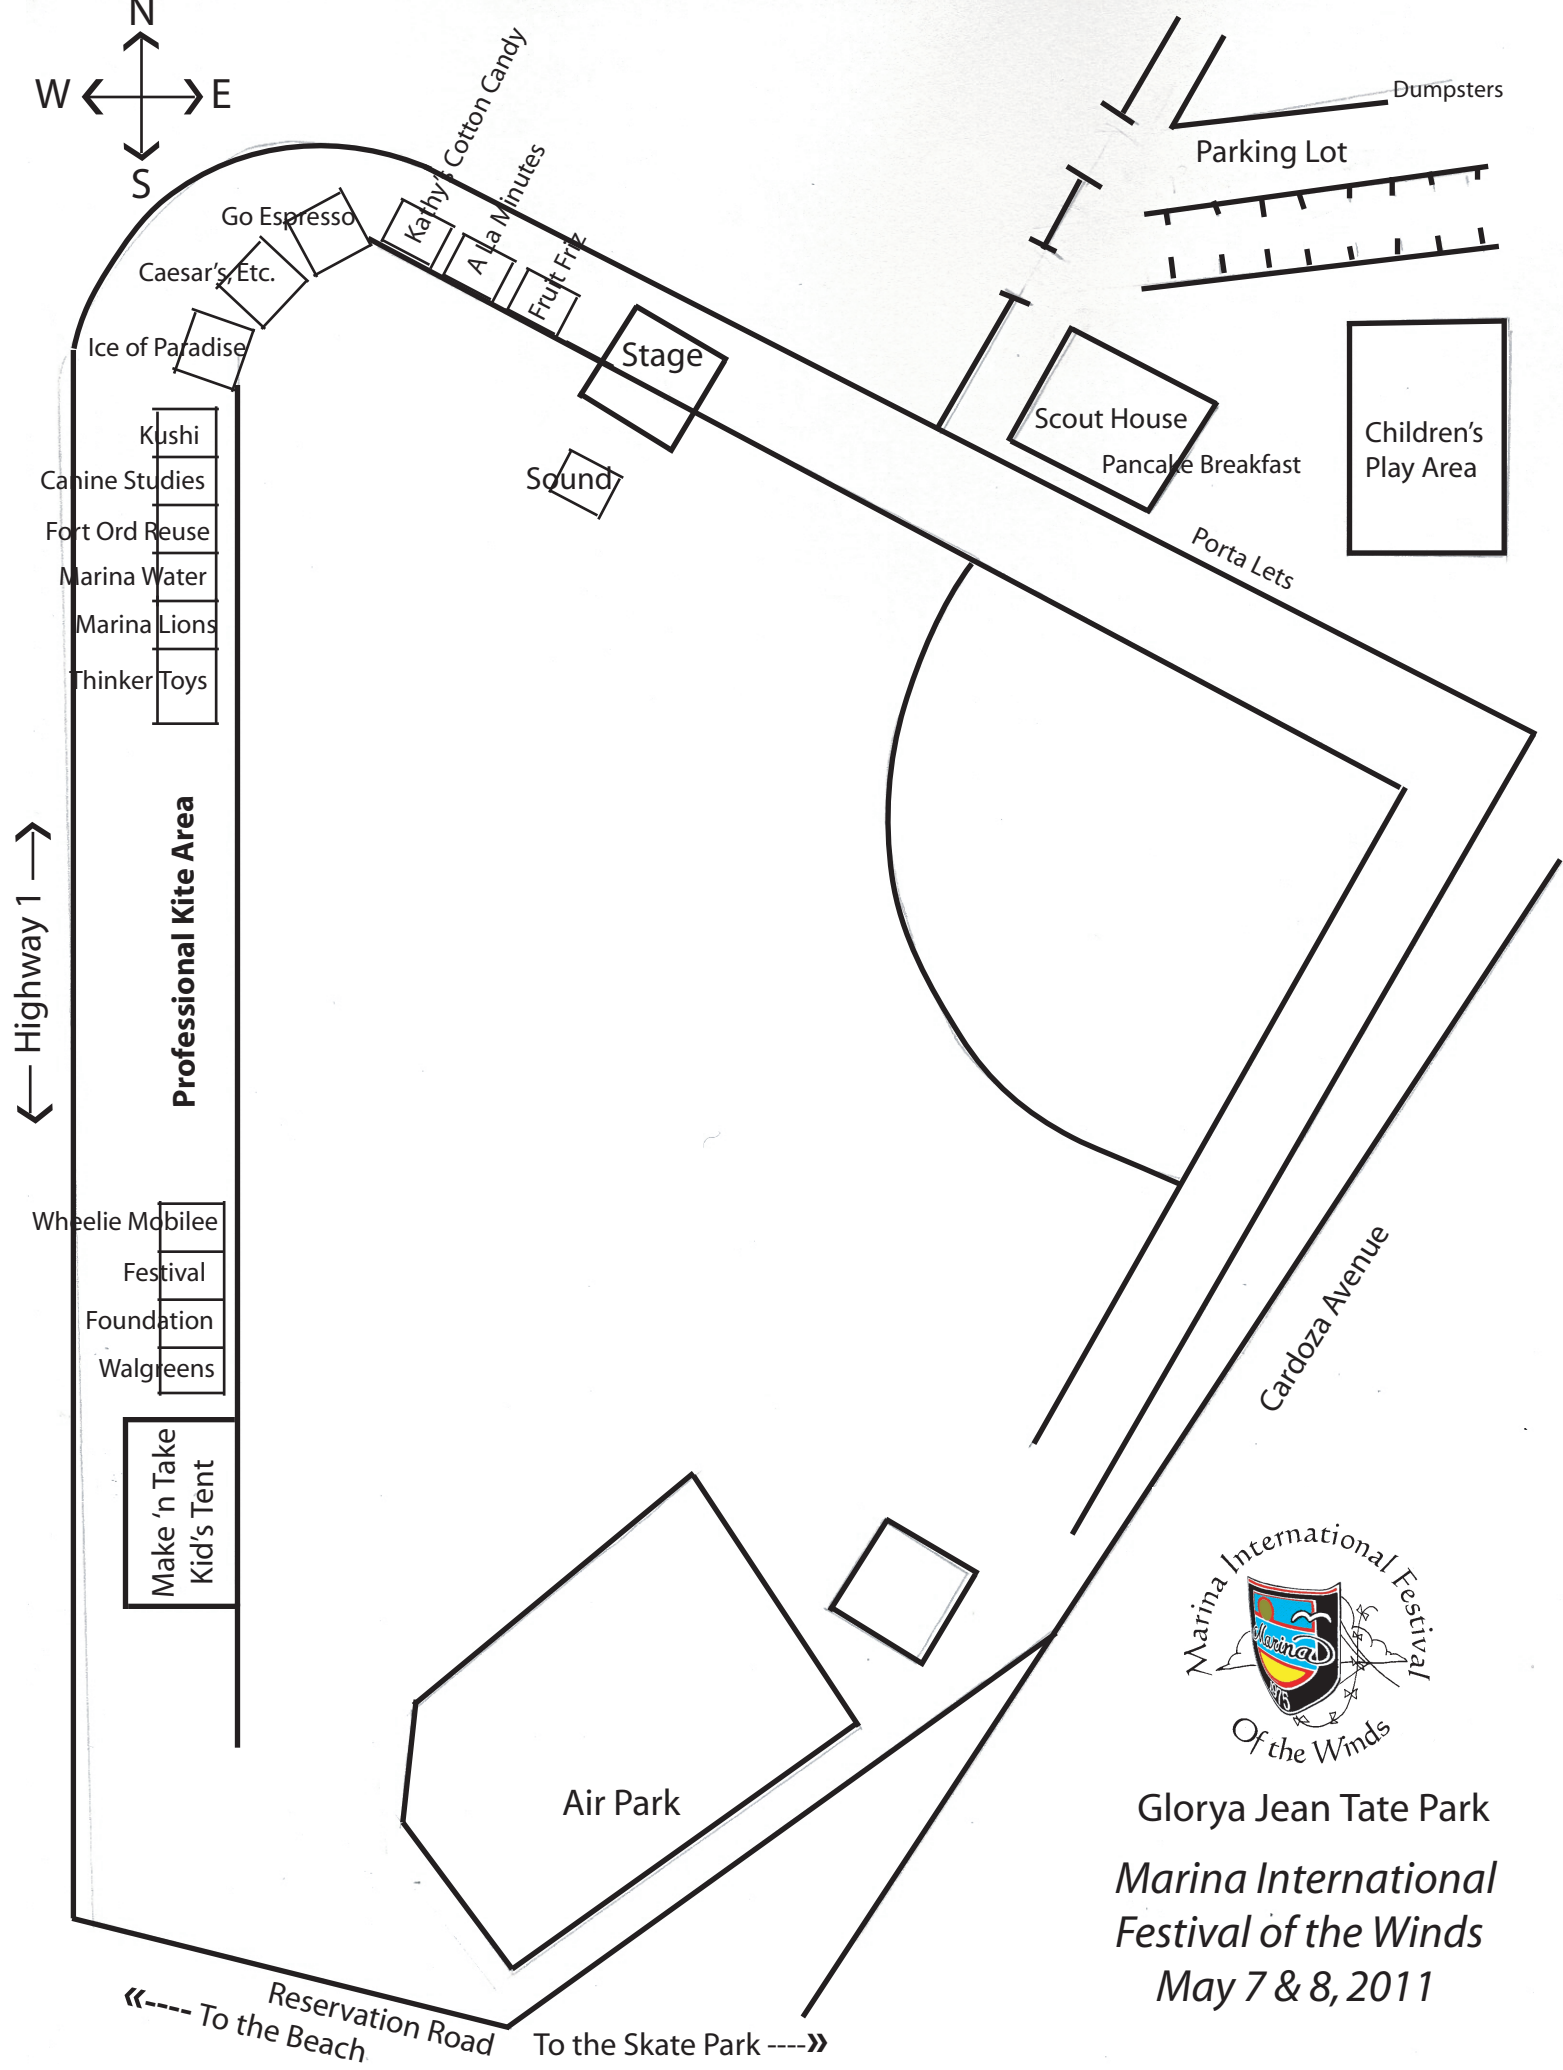 N
W E
S
Kathy's Cotton Candy
A La Minutes
Fruit Friz
Go Espresso
Caesar's, Etc.
Ice of Paradise
Stage
Sound
Dumpsters
Parking Lot
Scout House
Pancake Breakfast
Children's
Play Area
Porta Lets
Kushi
Canine Studies
Fort Ord Reuse
Marina Water
Marina Lions
Thinker Toys
Professional Kite Area
Highway 1
Wheelie Mobilee
Festival
Foundation
Walgreens
Make 'n Take
Kid's Tent
Cardoza Avenue
Air Park
Marina International Festival
Marina
1975
Of the Winds
Glorya Jean Tate Park
Marina International
Festival of the Winds
May 7 & 8, 2011
Reservation Road
«---- To the Beach
To the Skate Park ----»